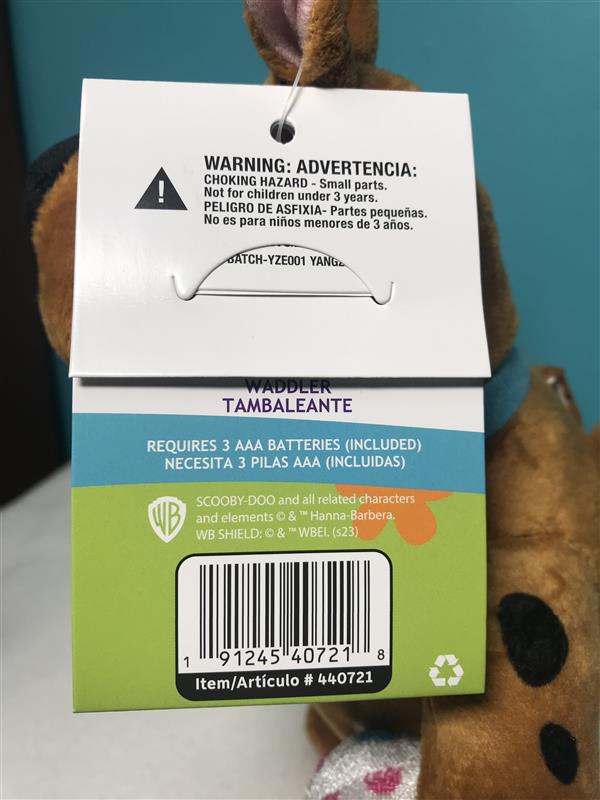 WARNING: ADVERTENCIA:
CHOKING HAZARD - Small parts.
Not for children under 3 years.
PELIGRO DE ASFIXIA- Partes pequeñas.
No es para niños menores de 3 años.
BATCH-YZE001
WADDLER
TAMBALEANTE
REQUIRES 3 AAA BATTERIES (INCLUDED)
NECESITA 3 PILAS AAA (INCLUIDAS)
WB
SCOOBY-DOO and all related characters
and elements © & ™ Hanna-Barbera.
WB SHIELD: © & ™ WBEI. (s23)
1 91245 40721 8
Item/Artículo # 440721